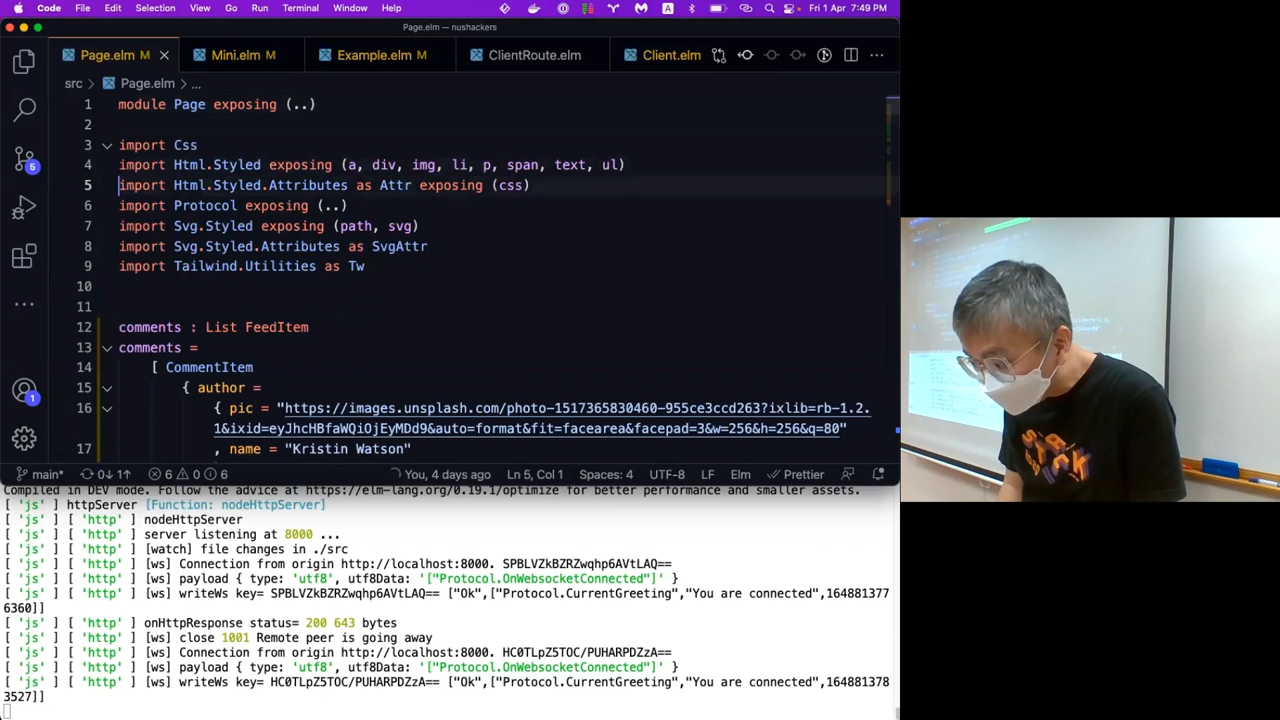 Code File Edit Selection View Go Run Terminal Window Help Fri 1 Apr 7:49 PM
Page.elm — nushackers
Page.elm M Mini.elm M Example.elm M ClientRoute.elm Client.elm
src > Page.elm > ...
1 module Page exposing (..)
2
3 import Css
4 import Html.Styled exposing (a, div, img, li, p, span, text, ul)
5 import Html.Styled.Attributes as Attr exposing (css)
6 import Protocol exposing (..)
7 import Svg.Styled exposing (path, svg)
8 import Svg.Styled.Attributes as SvgAttr
9 import Tailwind.Utilities as Tw
10
11
12 comments : List FeedItem
13 comments =
14 [ CommentItem
15 { author =
16 { pic = "https://images.unsplash.com/photo-1517365830460-955ce3ccd263?ixlib=rb-1.2.
1&ixid=eyJhcHBfaWQiOjEyMDd9&auto=format&fit=facearea&facepad=3&w=256&h=256&q=80"
17 , name = "Kristin Watson"
5
1
main* 0↓ 1↑ 6 0 6 You, 4 days ago Ln 5, Col 1 Spaces: 4 UTF-8 LF Elm Prettier
Compiled in DEV mode. Follow the advice at https://elm-lang.org/0.19.1/optimize for better performance and smaller assets.
[ 'js' ] httpServer [Function: nodeHttpServer]
[ 'js' ] [ 'http' ] nodeHttpServer
[ 'js' ] [ 'http' ] server listening at 8000 ...
[ 'js' ] [ 'http' ] [watch] file changes in ./src
[ 'js' ] [ 'http' ] [ws] Connection from origin http://localhost:8000. SPBLVZkBZRZwqhp6AVtLAQ==
[ 'js' ] [ 'http' ] [ws] payload { type: 'utf8', utf8Data: '["Protocol.OnWebsocketConnected"]' }
[ 'js' ] [ 'http' ] [ws] writeWs key= SPBLVZkBZRZwqhp6AVtLAQ== ["Ok",["Protocol.CurrentGreeting","You are connected",164881377
6360]]
[ 'js' ] [ 'http' ] onHttpResponse status= 200 643 bytes
[ 'js' ] [ 'http' ] [ws] close 1001 Remote peer is going away
[ 'js' ] [ 'http' ] [ws] Connection from origin http://localhost:8000. HC0TLpZ5TOC/PUHARPDZzA==
[ 'js' ] [ 'http' ] [ws] payload { type: 'utf8', utf8Data: '["Protocol.OnWebsocketConnected"]' }
[ 'js' ] [ 'http' ] [ws] writeWs key= HC0TLpZ5TOC/PUHARPDZzA== ["Ok",["Protocol.CurrentGreeting","You are connected",164881378
3527]]